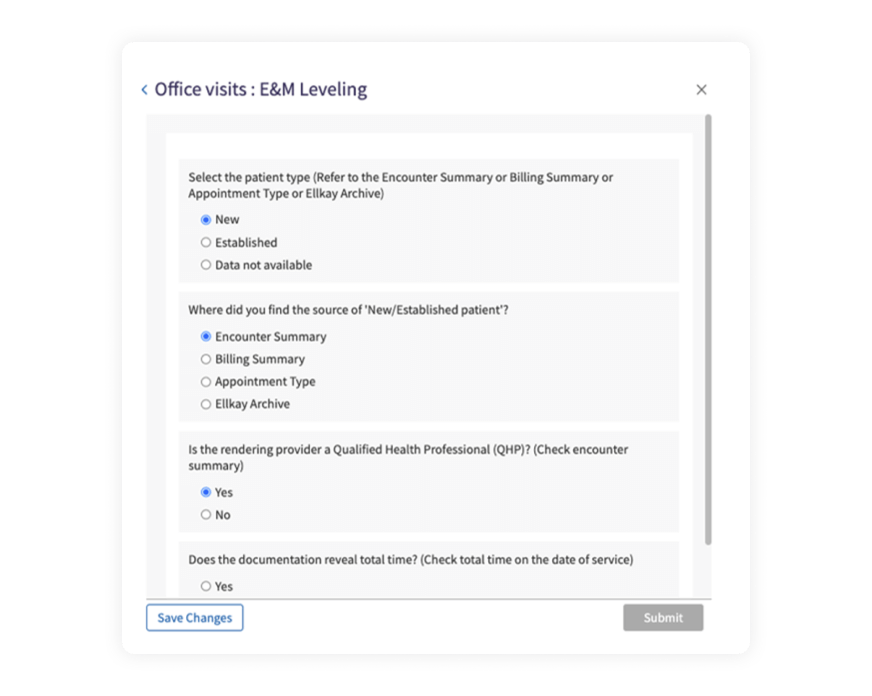 Office visits : E&M Leveling
Select the patient type (Refer to the Encounter Summary or Billing Summary or
Appointment Type or Ellkay Archive)
New
Established
Data not available
Where did you find the source of 'New/Established patient'?
Encounter Summary
Billing Summary
Appointment Type
Ellkay Archive
Is the rendering provider a Qualified Health Professional (QHP)? (Check encounter
summary)
Yes
No
Does the documentation reveal total time? (Check total time on the date of service)
Yes
Save Changes
Submit